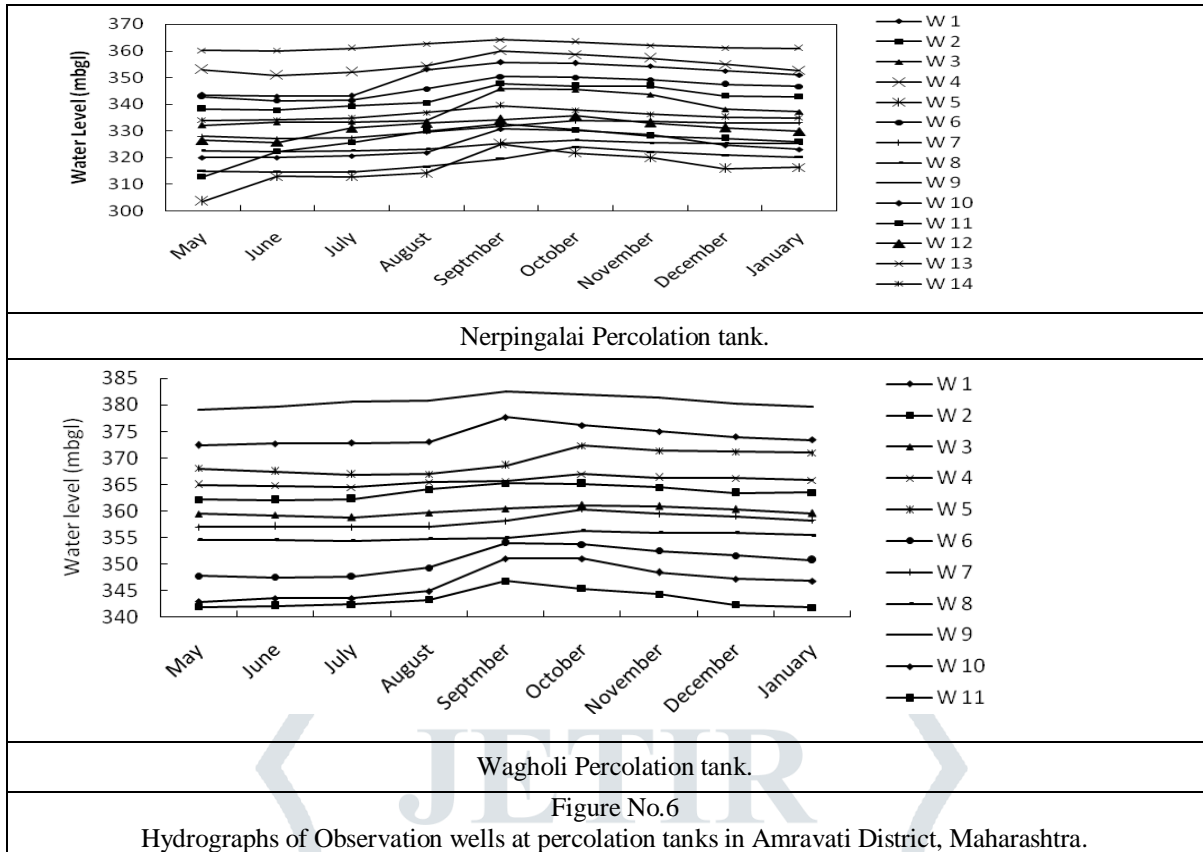 370
360
350
340
330
320
310
300
Water Level (mbgl)
May
June
July
August
Septmber
October
November
December
January
W 1
W 2
W 3
W 4
W 5
W 6
W 7
W 8
W 9
W 10
W 11
W 12
W 13
W 14
Nerpingalai Percolation tank.
385
380
375
370
365
360
355
350
345
340
Water level (mbgl)
May
June
July
August
Septmber
October
November
December
January
W 1
W 2
W 3
W 4
W 5
W 6
W 7
W 8
W 9
W 10
W 11
JETIR
Wagholi Percolation tank.
Figure No.6
Hydrographs of Observation wells at percolation tanks in Amravati District, Maharashtra.